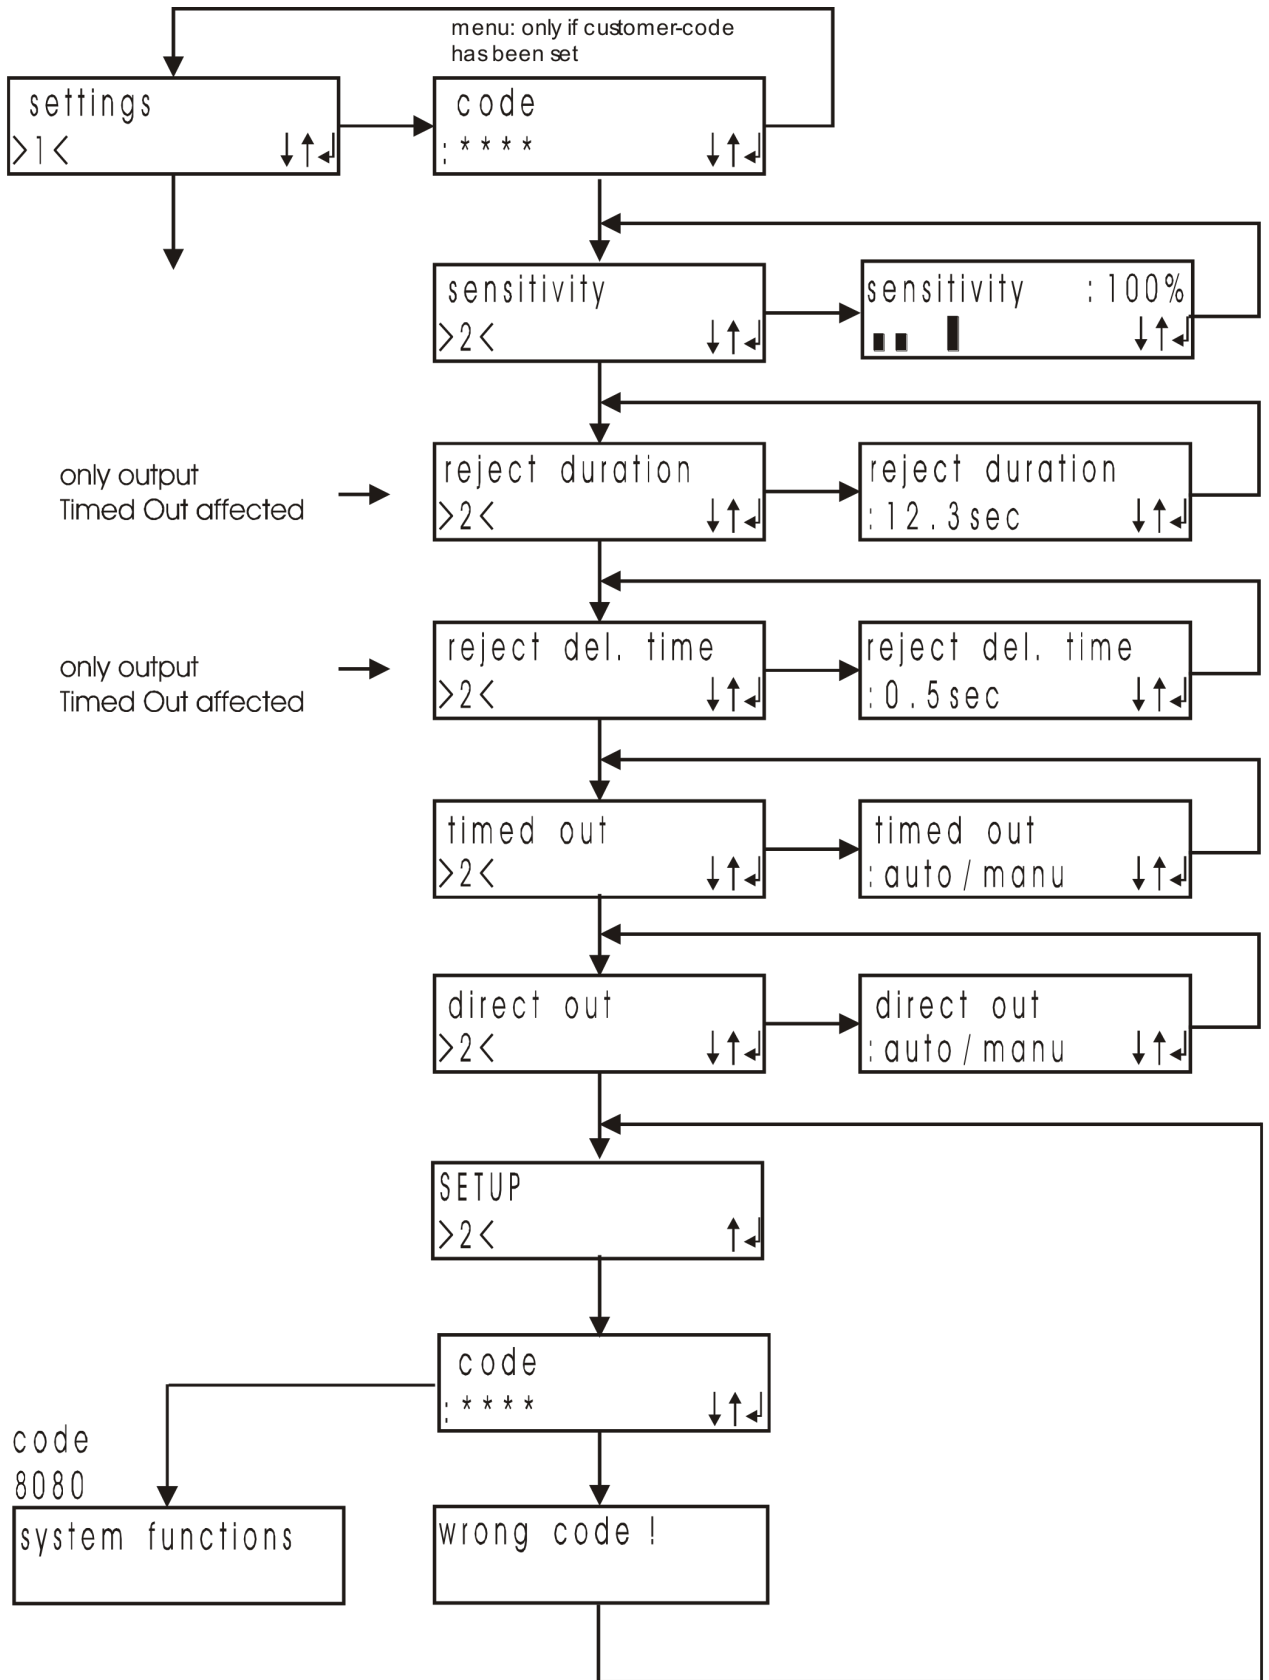 menu: only if customer-code
has been set
settings
>1<
code
:****
sensitivity
>2<
sensitivity :100%
only output
Timed Out affected
reject duration
>2<
reject duration
:12.3sec
only output
Timed Out affected
reject del. time
>2<
reject del. time
:0.5sec
timed out
>2<
timed out
:auto/manu
direct out
>2<
direct out
:auto/manu
SETUP
>2<
code
:****
code
8080
system functions
wrong code !